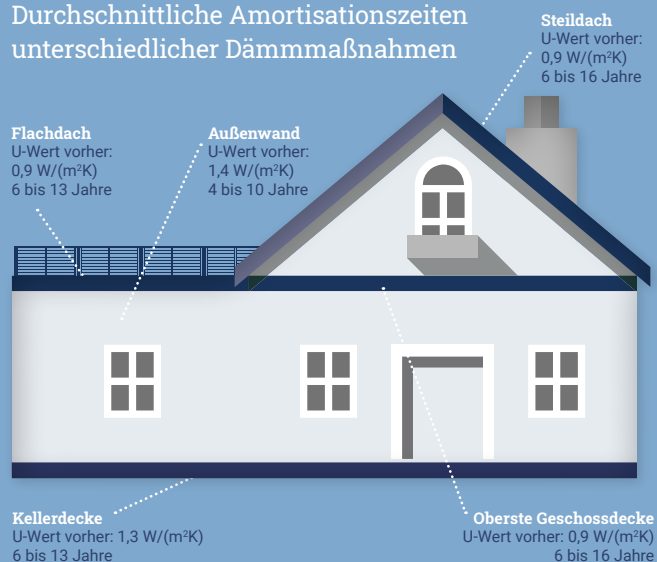 Durchschnittliche Amortisationszeiten
unterschiedlicher Dämmmaßnahmen
Steildach
U-Wert vorher:
0,9 W/(m²K)
6 bis 16 Jahre
Flachdach
U-Wert vorher:
0,9 W/(m²K)
6 bis 13 Jahre
Außenwand
U-Wert vorher:
1,4 W/(m²K)
4 bis 10 Jahre
Kellerdecke
U-Wert vorher: 1,3 W/(m²K)
6 bis 13 Jahre
Oberste Geschossdecke
U-Wert vorher: 0,9 W/(m²K)
6 bis 16 Jahre